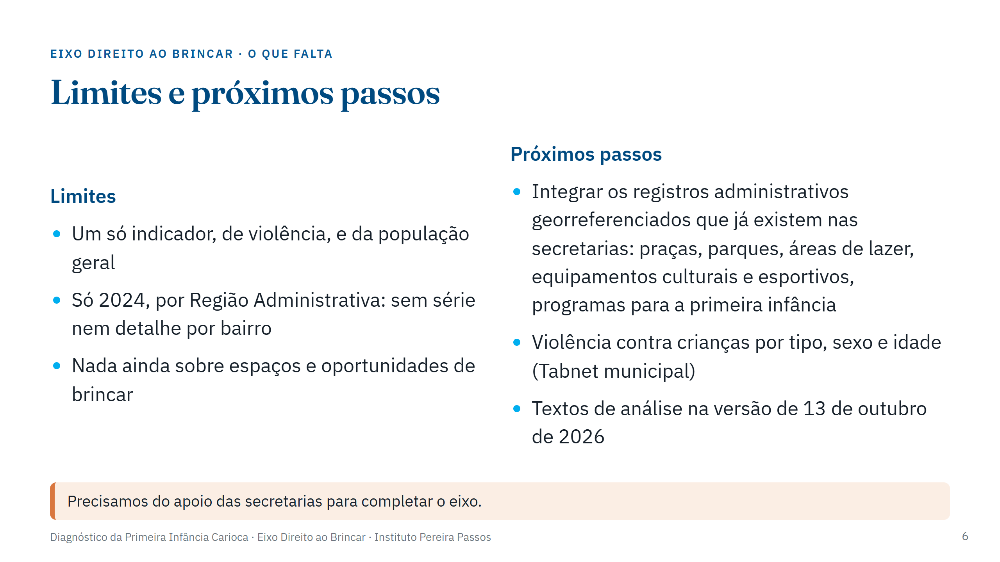 EIXO DIREITO AO BRINCAR · O QUE FALTA
Limites e próximos passos
Limites
• Um só indicador, de violência, e da população
geral
• Só 2024, por Região Administrativa: sem série
nem detalhe por bairro
• Nada ainda sobre espaços e oportunidades de
brincar
Próximos passos
• Integrar os registros administrativos
georreferenciados que já existem nas
secretarias: praças, parques, áreas de lazer,
equipamentos culturais e esportivos,
programas para a primeira infância
• Violência contra crianças por tipo, sexo e idade
(Tabnet municipal)
• Textos de análise na versão de 13 de outubro
de 2026
Precisamos do apoio das secretarias para completar o eixo.
Diagnóstico da Primeira Infância Carioca · Eixo Direito ao Brincar · Instituto Pereira Passos
6